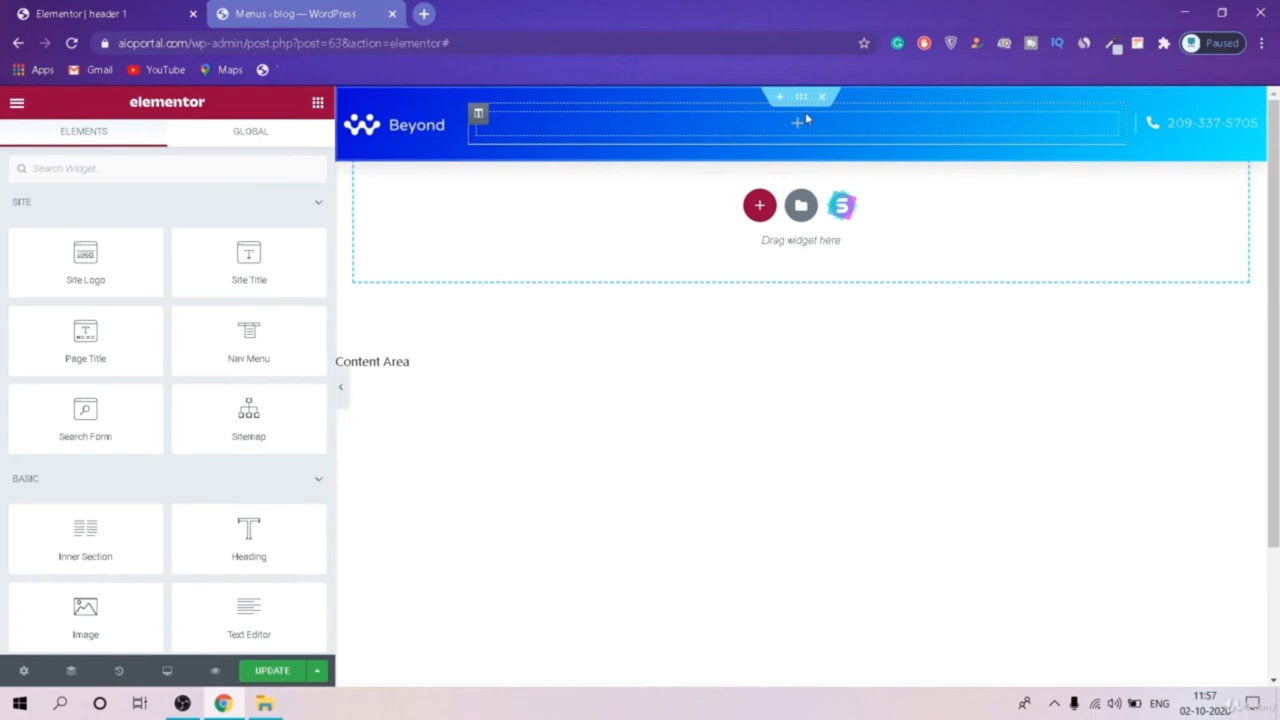 Elementor | header 1
Menus ‹ blog — WordPress
aioportal.com/wp-admin/post.php?post=63&action=elementor#
Paused
Apps
Gmail
YouTube
Maps
elementor
ELEMENTS
GLOBAL
Search Widget...
SITE
Site Logo
Site Title
Page Title
Nav Menu
Search Form
Sitemap
BASIC
Inner Section
Heading
Image
Text Editor
UPDATE
Beyond
209-337-5705
Drag widget here
Content Area
ENG
11:57
02-10-2020